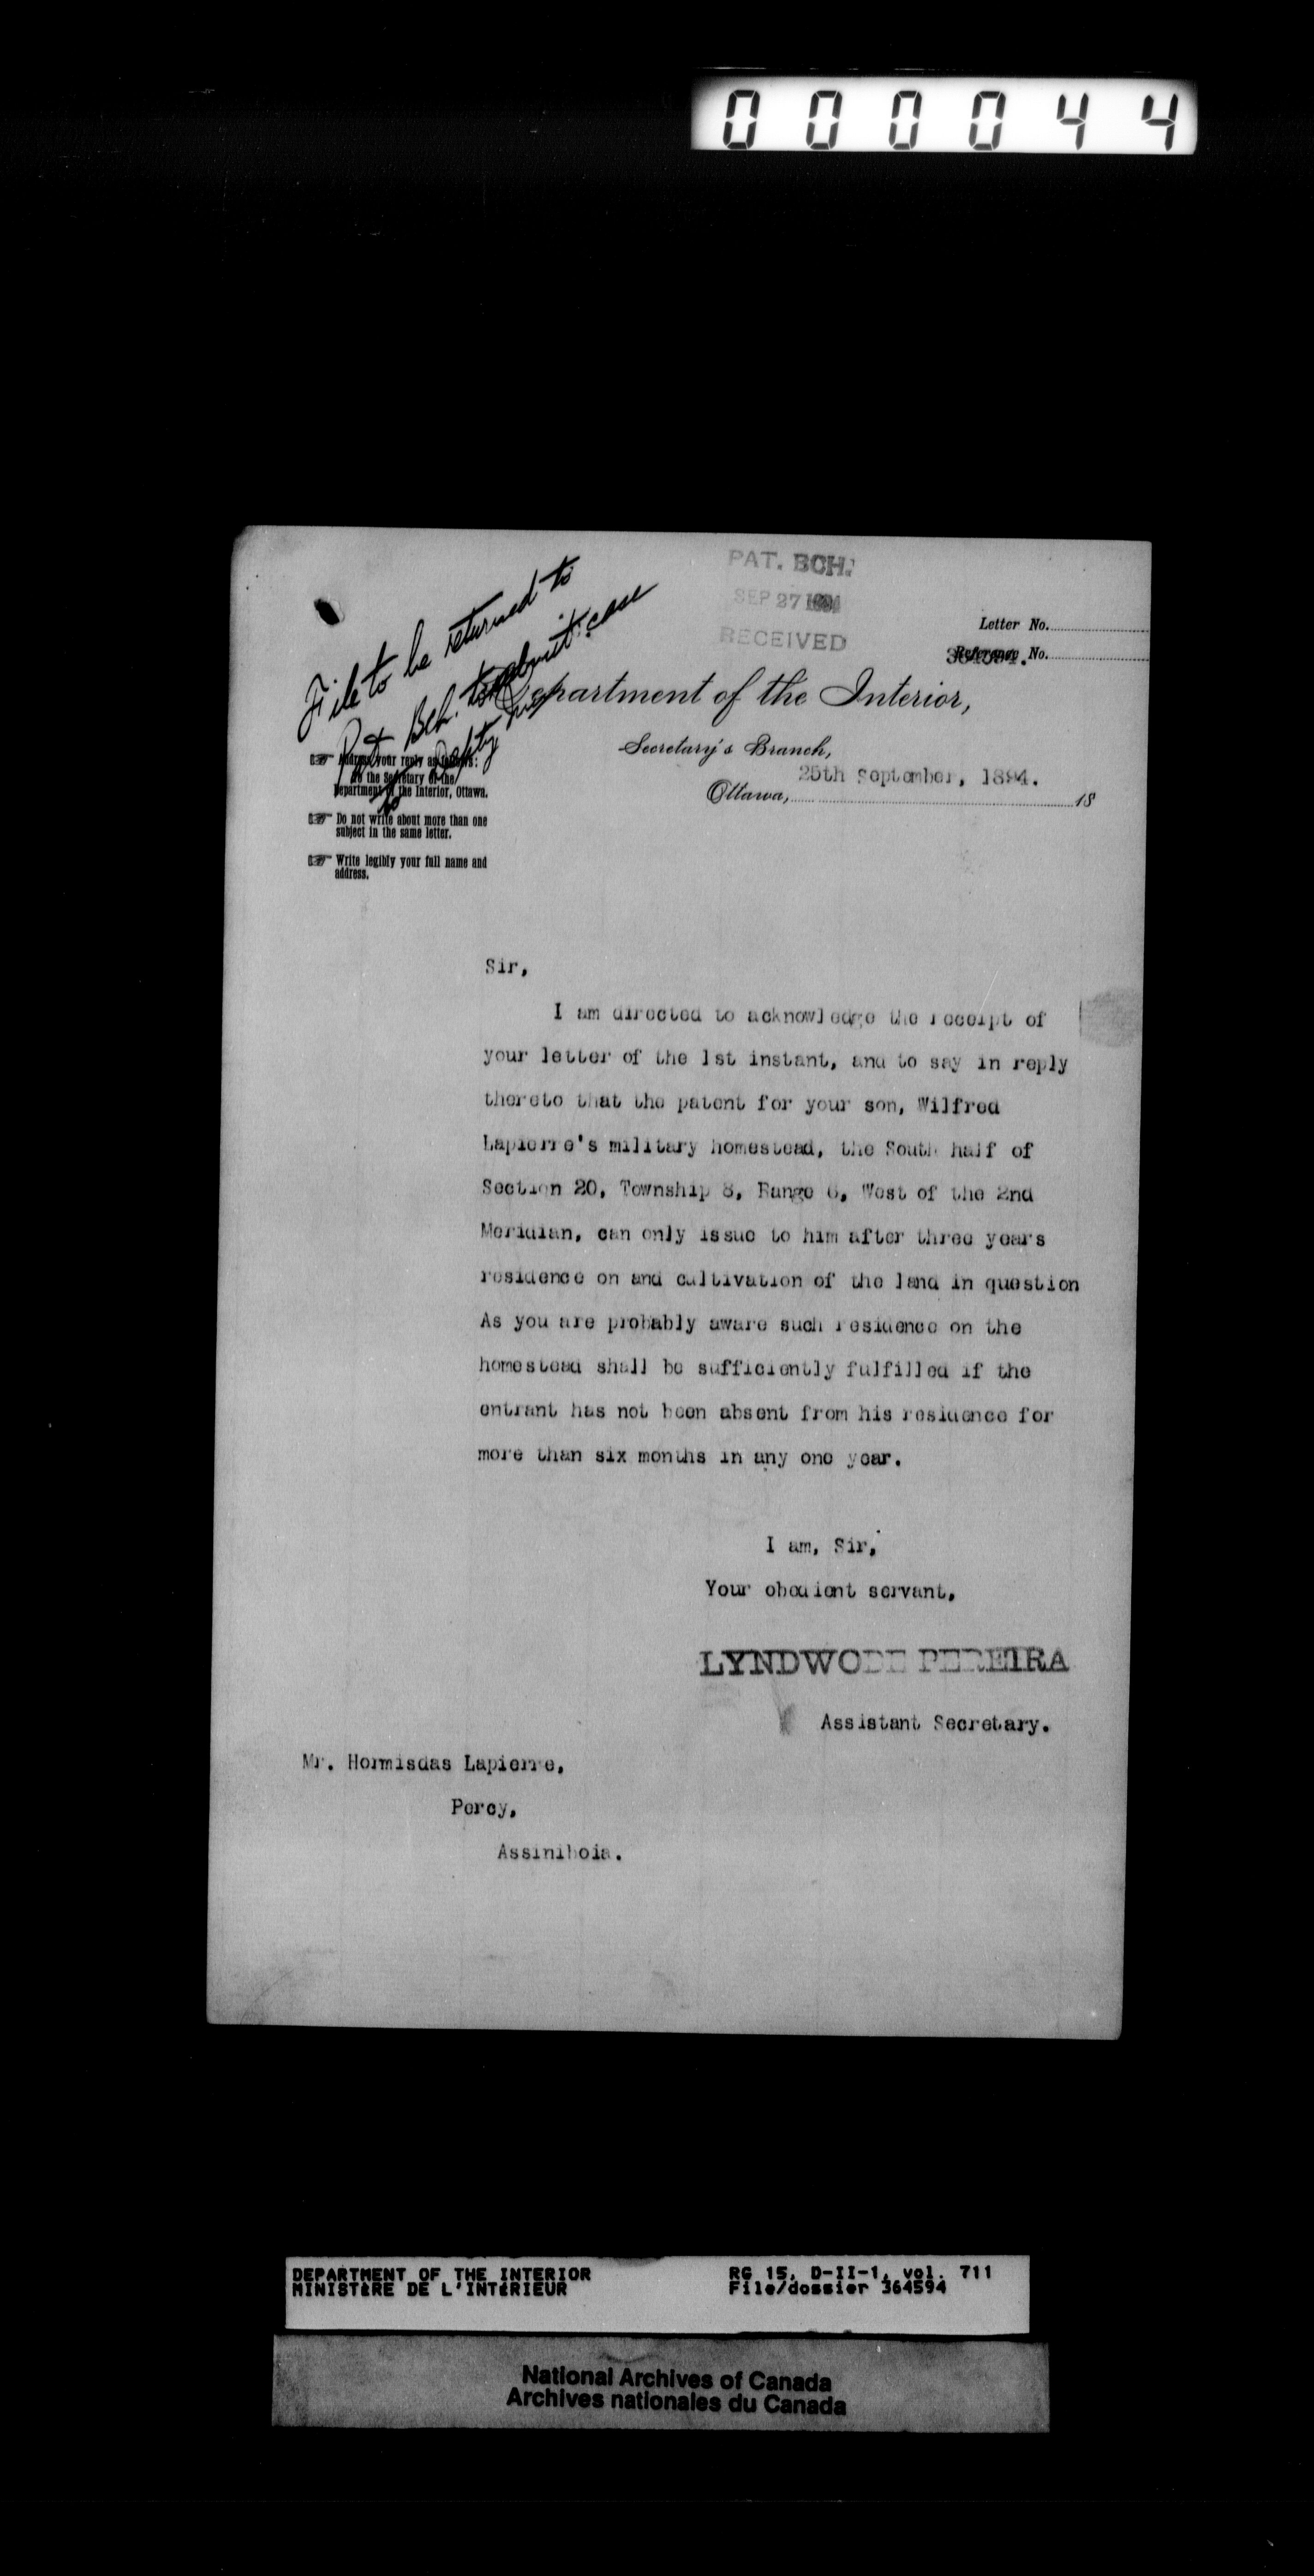 000044
File to be returned to
Pat. Bch. to submit case
to Depty Min
PAT. BCH.
SEP 27 1894
RECEIVED
Letter No.
Reference No.
364594.
Department of the Interior,
Secretary's Branch,
25th September, 1894.
Ottawa, 18
Address your reply as follows:
To the Secretary of the
Department of the Interior, Ottawa.
Do not write about more than one
subject in the same letter.
Write legibly your full name and
address.
Sir,
I am directed to acknowledge the receipt of
your letter of the 1st instant, and to say in reply
thereto that the patent for your son, Wilfred
Lapierre's military homestead, the South half of
Section 20, Township 8, Range 6, West of the 2nd
Meridian, can only issue to him after three years
residence on and cultivation of the land in question
As you are probably aware such residence on the
homestead shall be sufficiently fulfilled if the
entrant has not been absent from his residence for
more than six months in any one year.
I am, Sir,
Your obedient servant,
LYNDWODE PEREIRA
Assistant Secretary.
Mr. Hormisdas Lapierre,
Percy,
Assiniboia.
DEPARTMENT OF THE INTERIOR
MINISTÈRE DE L'INTÉRIEUR
RG 15, D-II-1, vol. 711
File/dossier 364594
National Archives of Canada
Archives nationales du Canada